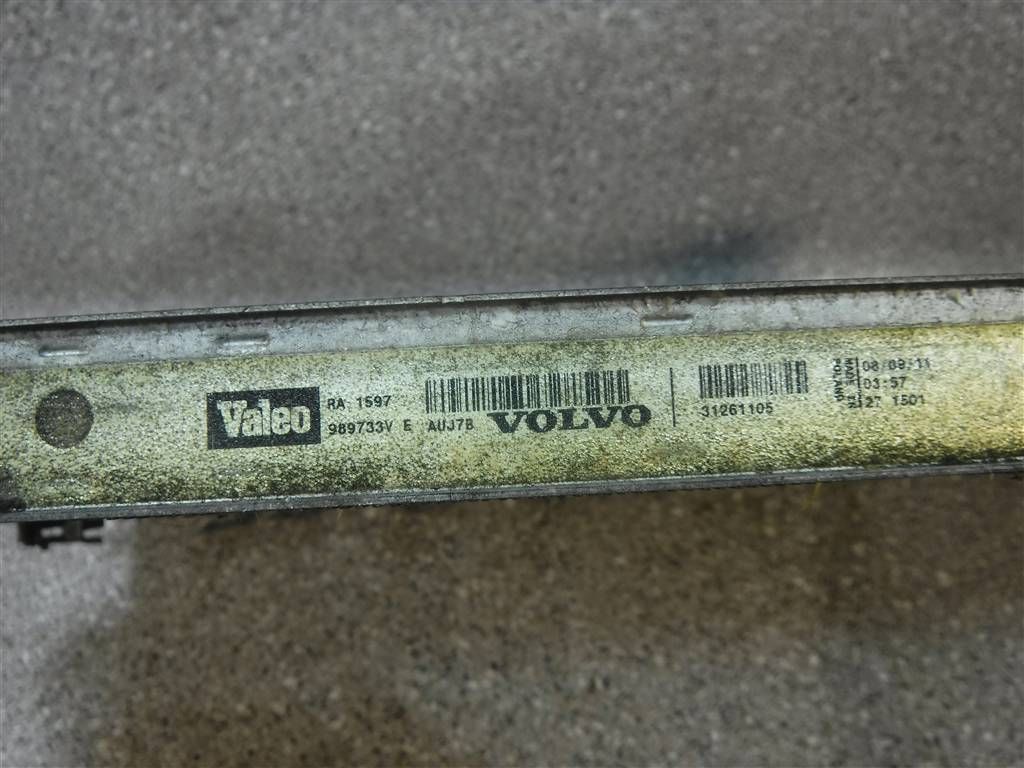 Valeo
RA 1597
989733V E
AUJ7B
VOLVO
31261105
MADE IN
POLAND
08/09/11
03:57
27 1501